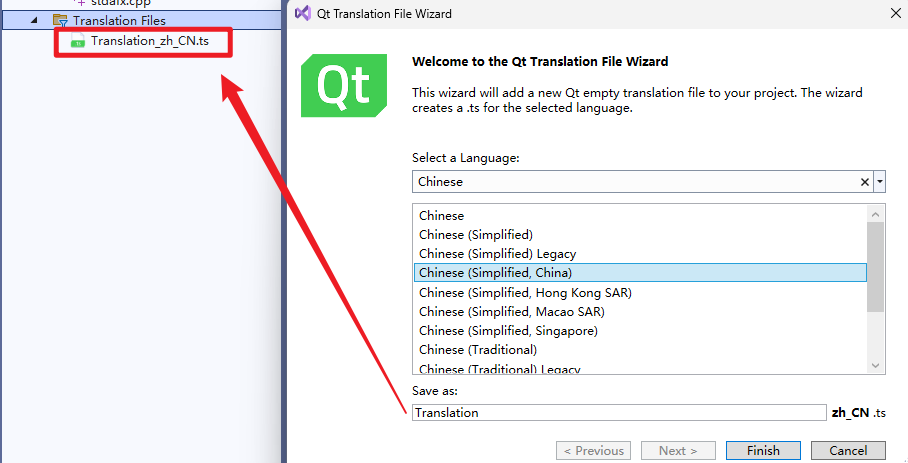 stdafx.cpp
Translation Files
Translation_zh_CN.ts
Qt Translation File Wizard
Qt
Welcome to the Qt Translation File Wizard
This wizard will add a new Qt empty translation file to your project. The wizard
creates a .ts for the selected language.
Select a Language:
Chinese
Chinese
Chinese (Simplified)
Chinese (Simplified) Legacy
Chinese (Simplified, China)
Chinese (Simplified, Hong Kong SAR)
Chinese (Simplified, Macao SAR)
Chinese (Simplified, Singapore)
Chinese (Traditional)
Chinese (Traditional) Legacy
Save as:
Translation zh_CN .ts
< Previous Next > Finish Cancel